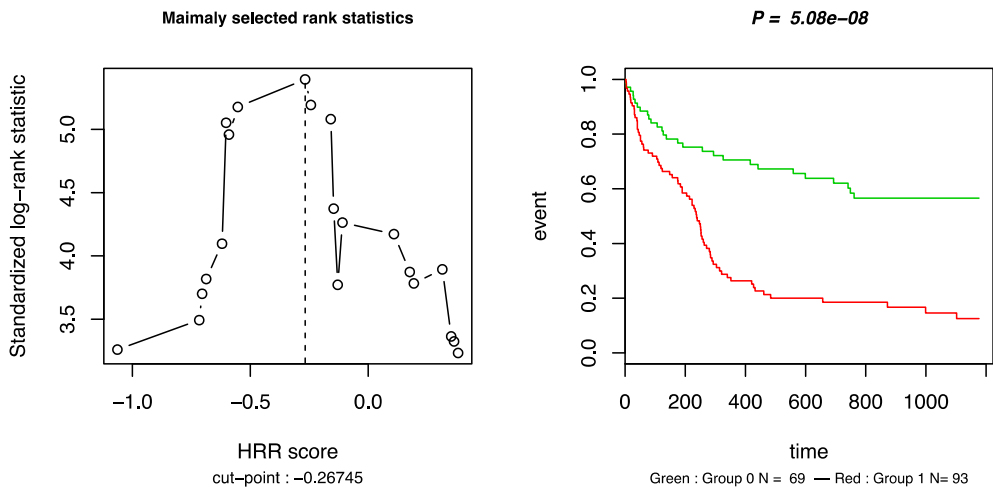 Maimaly selected rank statistics
Standardized log−rank statistic
5.0
4.5
4.0
3.5
−1.0
−0.5
0.0
HRR score
cut−point : −0.26745
P = 5.08e−08
event
1.0
0.8
0.6
0.4
0.2
0.0
0
200
400
600
800
1000
time
Green : Group 0 N = 69 — Red : Group 1 N= 93